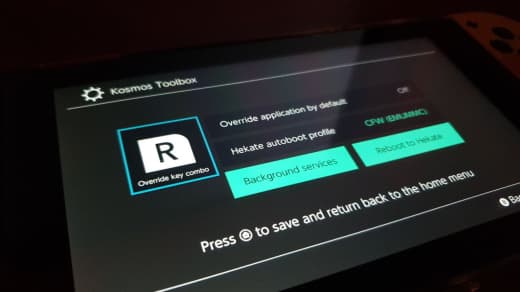 Kosmos Toolbox
Override application by default
Off
Hekate autoboot profile
CFW (EMUMMC)
R
Override key combo
Background services
Reboot to Hekate
Press to save and return back to the home menu